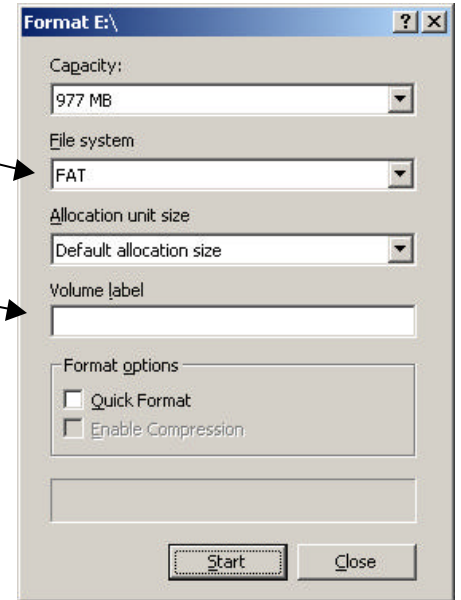 Format E:\
Capacity:
977 MB
File system
FAT
Allocation unit size
Default allocation size
Volume label
Format options
Quick Format
Enable Compression
Start Close